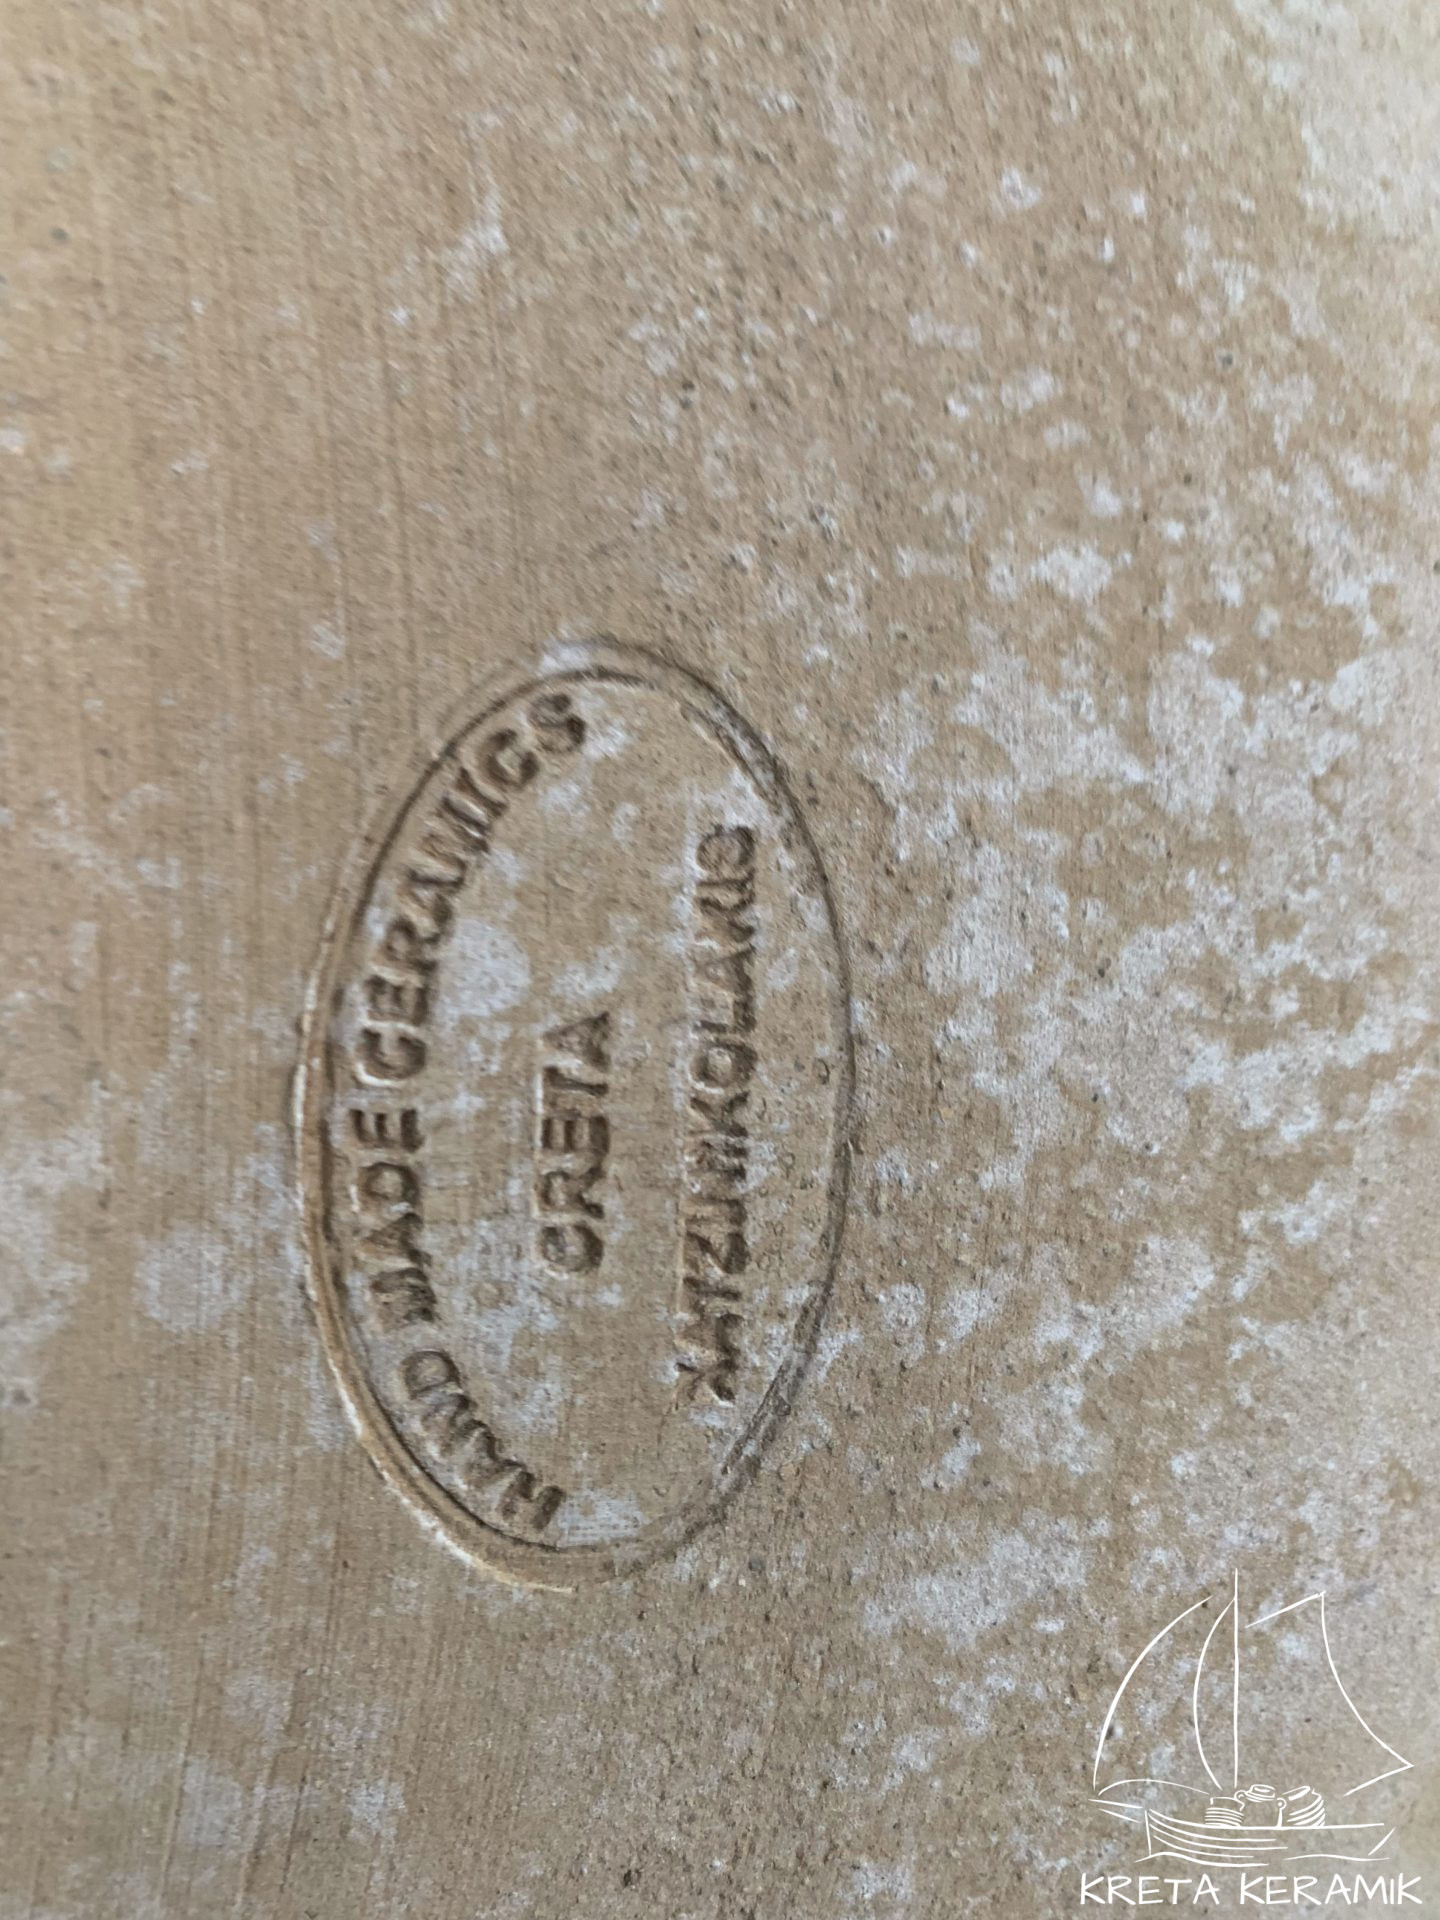 HAND MADE CERAMICS
CRETA
XATZINIKOLAKIS
KRETA KERAMIK